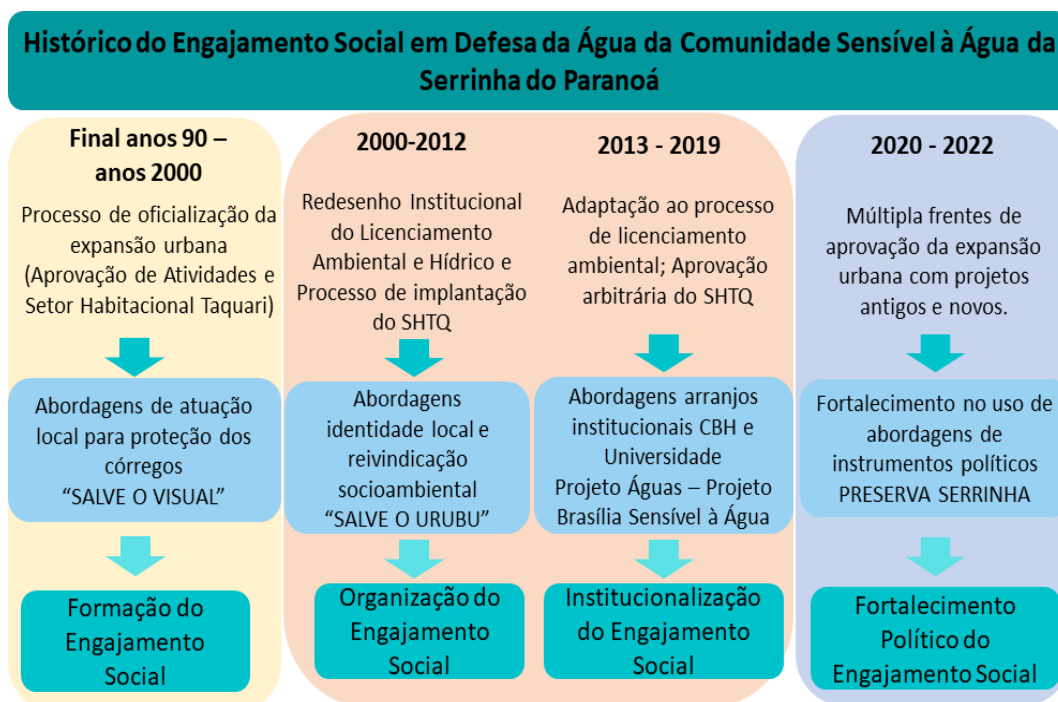 Histórico do Engajamento Social em Defesa da Água da Comunidade Sensível à Água da
Serrinha do Paranoá
Final anos 90 –
anos 2000
Processo de oficialização da
expansão urbana
(Aprovação de Atividades e
Setor Habitacional Taquari)
Abordagens de atuação
local para proteção dos
córregos
“SALVE O VISUAL”
Formação do
Engajamento
Social
2000-2012
Redesenho Institucional
do Licenciamento
Ambiental e Hídrico e
Processo de implantação
do SHTQ
Abordagens
identidade local e
reivindicação
socioambiental
“SALVE O URUBU”
Organização do
Engajamento
Social
2013 - 2019
Adaptação ao processo
de licenciamento
ambiental; Aprovação
arbitrária do SHTQ
Abordagens arranjos
institucionais CBH e
Universidade
Projeto Águas – Projeto
Brasília Sensível à Água
Institucionalização
do Engajamento
Social
2020 - 2022
Múltipla frentes de
aprovação da expansão
urbana com projetos
antigos e novos.
Fortalecimento no uso de
abordagens de
instrumentos políticos
PRESERVA SERRINHA
Fortalecimento
Político do
Engajamento Social